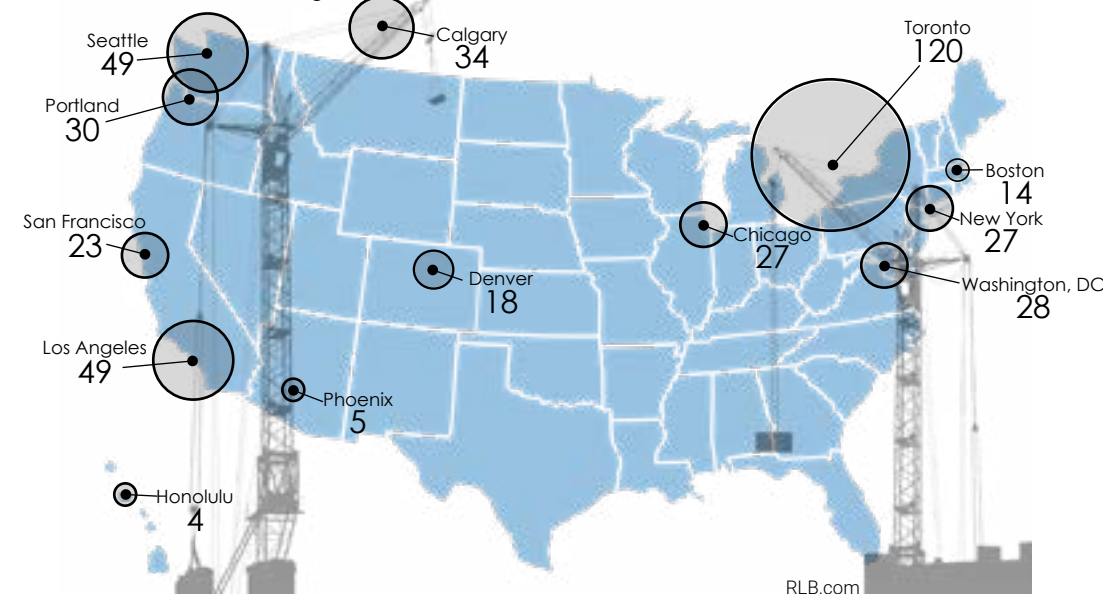 Calgary
34
Seattle
49
Toronto
120
Portland
30
Boston
14
San Francisco
23
New York
27
Chicago
27
Denver
18
Washington, DC
28
Los Angeles
49
Phoenix
5
Honolulu
4
RLB.com